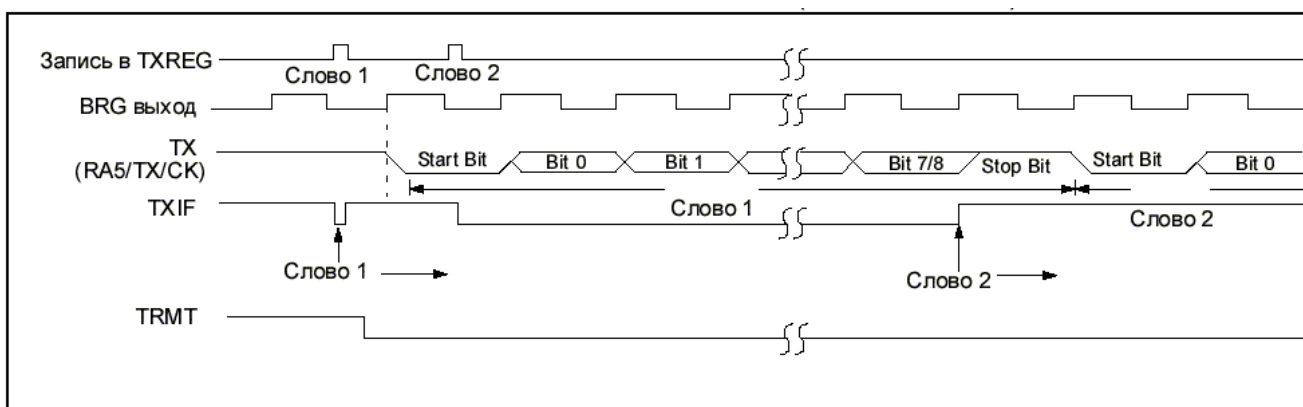 Запись в TXREG
Слово 1
Слово 2
BRG выход
TX
(RA5/TX/CK)
Start Bit
Bit 0
Bit 1
Bit 7/8
Stop Bit
Start Bit
Bit 0
Слово 1
TXIF
Слово 2
Слово 1
Слово 2
TRMT